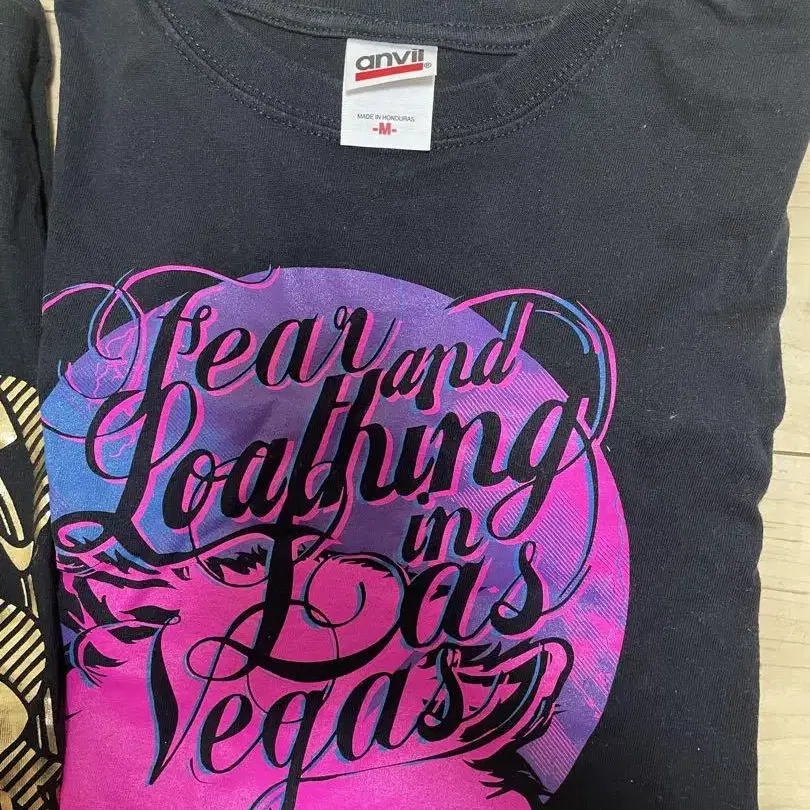 anvil®
MADE IN HONDURAS
-M-
Fear and
Loathing
in
Las
Vegas